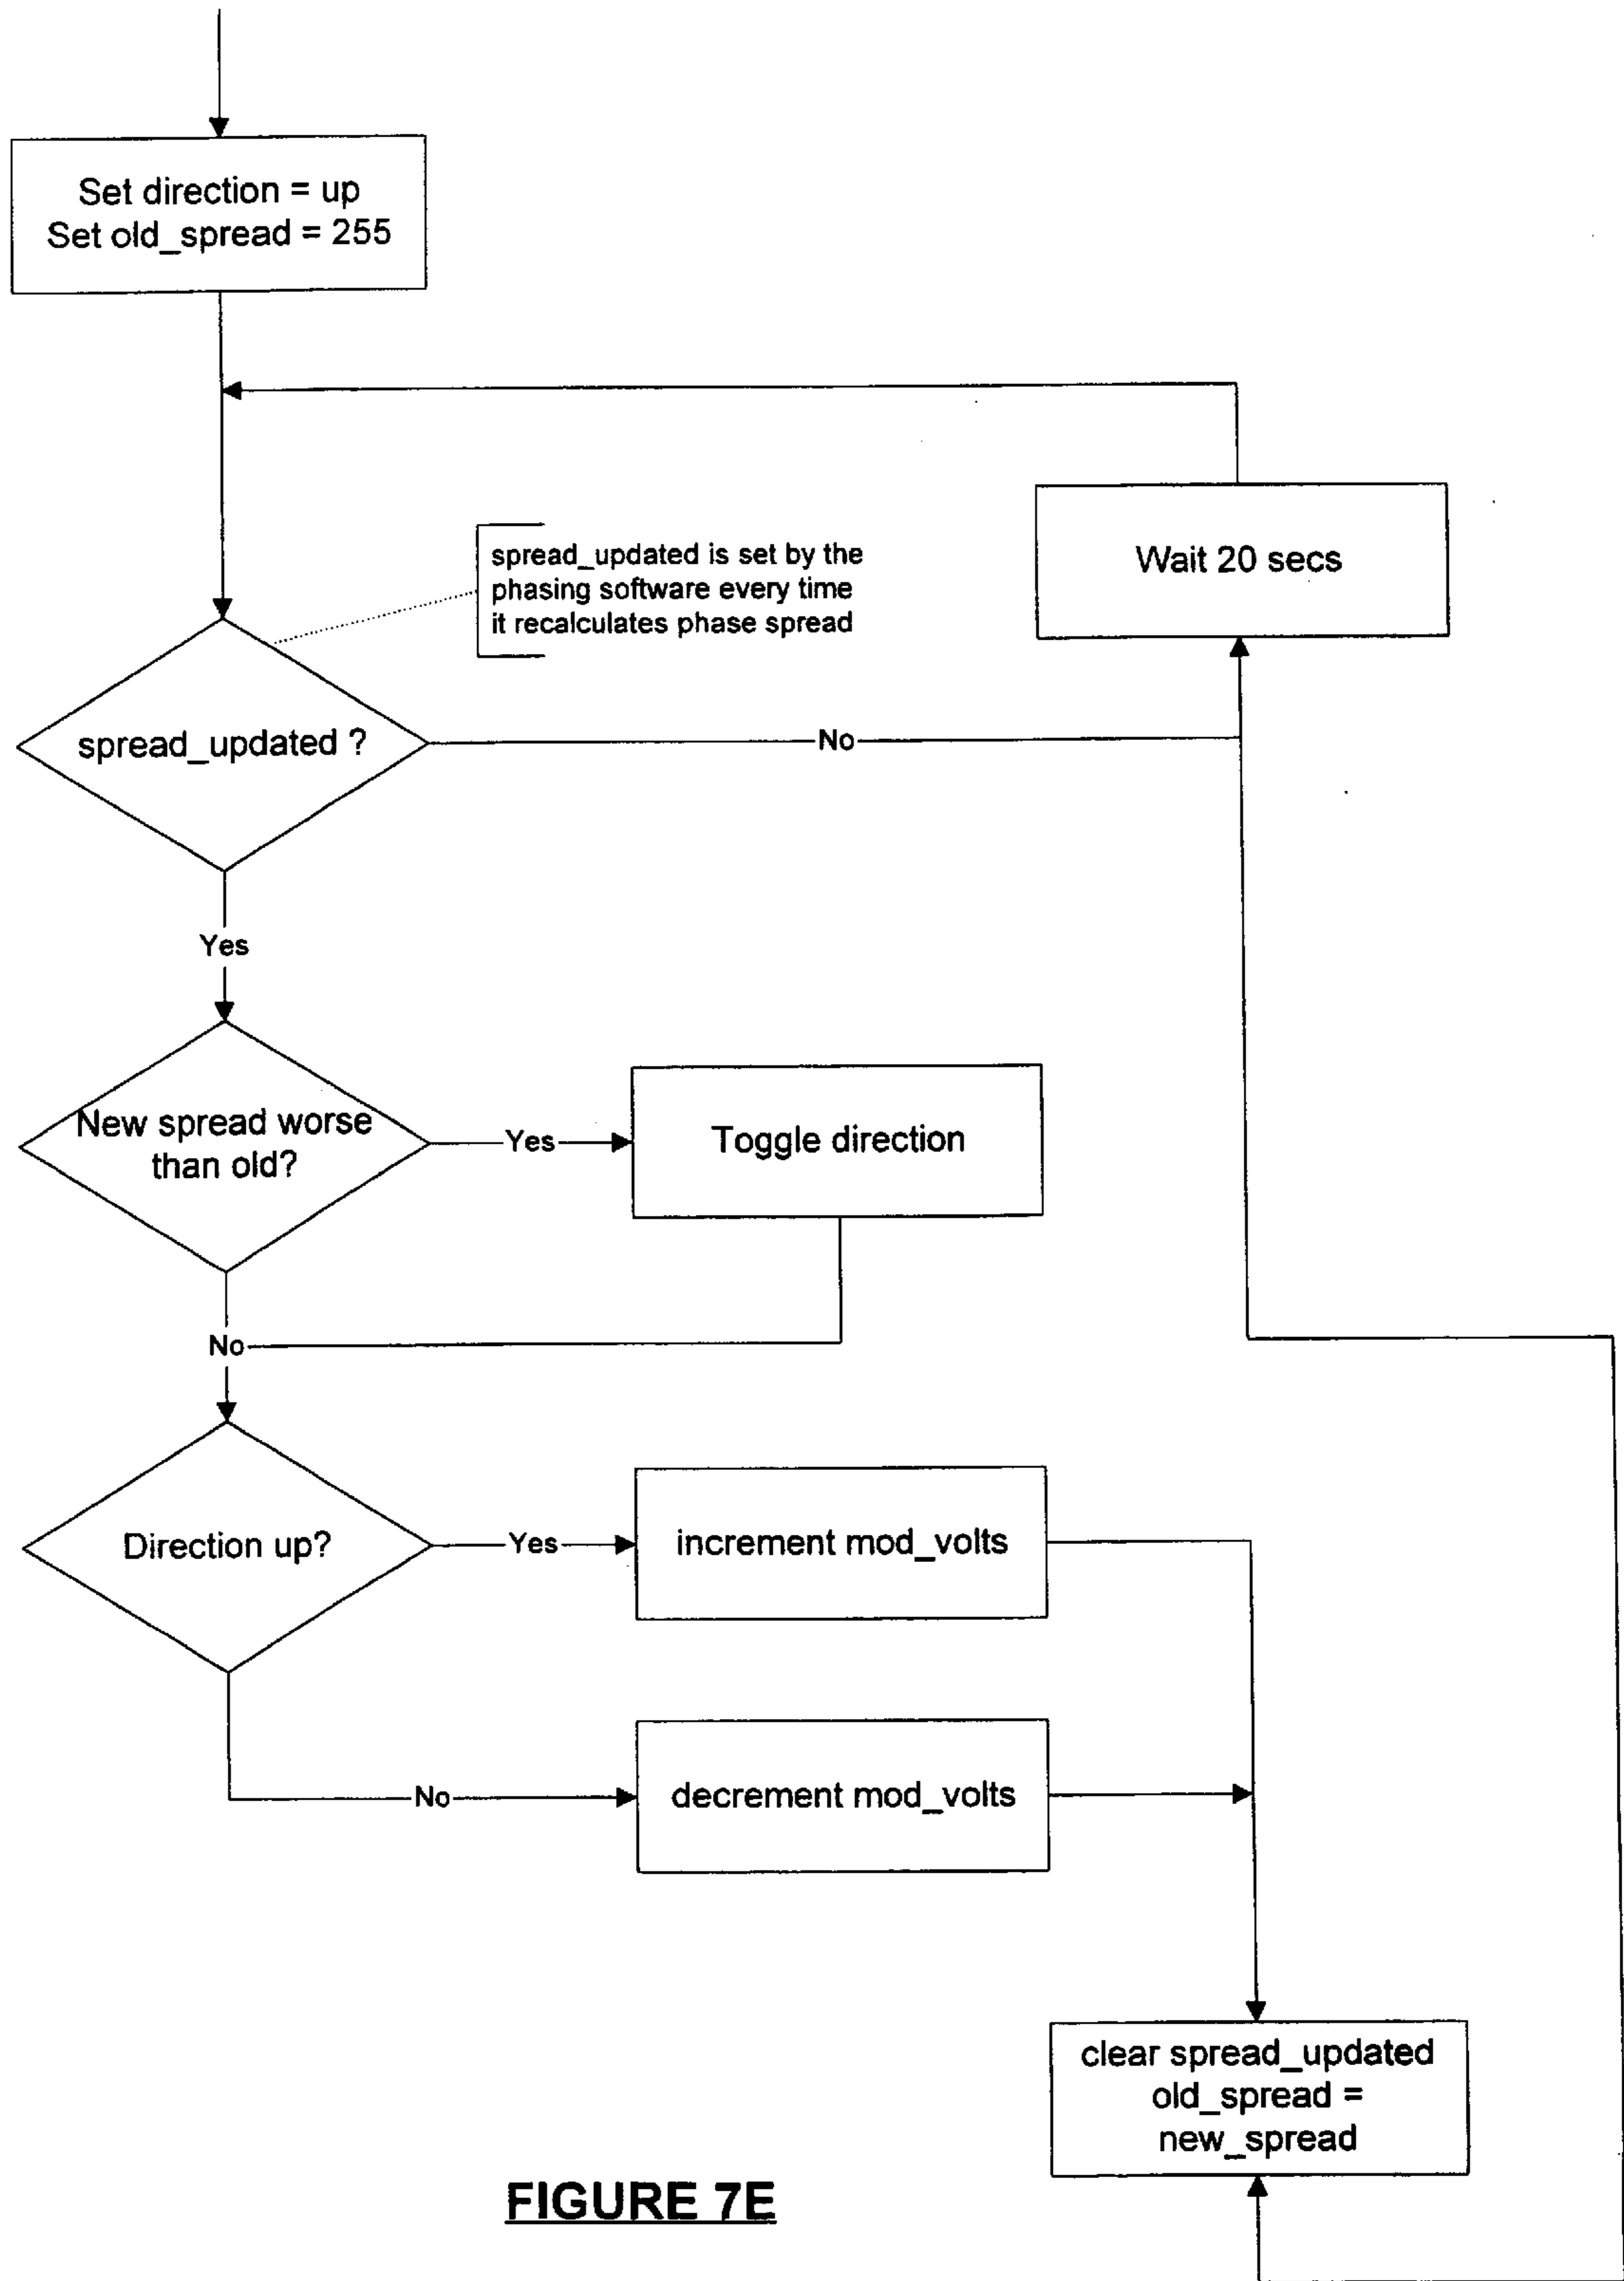 Set direction = up
Set old_spread = 255
Wait 20 secs
spread_updated is set by the
phasing software every time
it recalculates phase spread
spread_updated ?
No
Yes
New spread worse
than old?
Yes
Toggle direction
No
Direction up?
Yes
increment mod_volts
No
decrement mod_volts
clear spread_updated
old_spread =
new_spread
FIGURE 7E